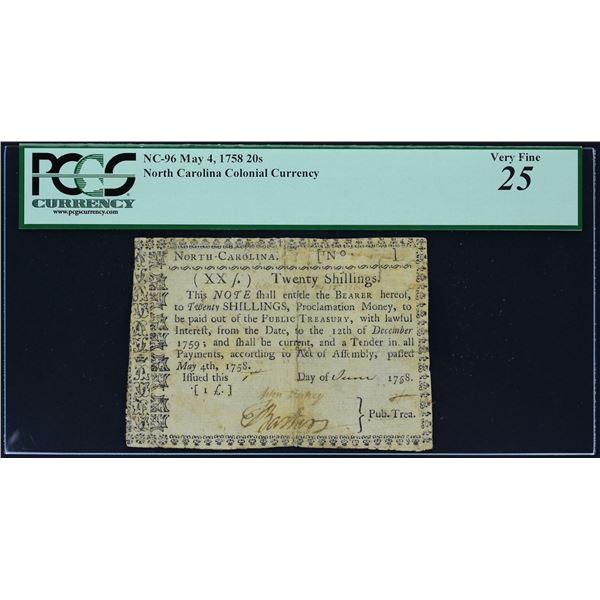 PCGS
CURRENCY
www.pcgscurrency.com
NC-96 May 4, 1758 20s
North Carolina Colonial Currency
Very Fine
25
NORTH-CAROLINA. [No. ]
(XX ſ.) Twenty Shillings.
This NOTE ſhall entitle the BEARER hereof,
to Twenty SHILLINGS, Proclamation Money, to
be paid out of the PUBLIC TREASURY, with lawful
Intereſt, from the Date, to the 12th of December
1759; and ſhall be current, and a Tender in all
Payments, according to Act of Aſſembly, paſſed
May 4th, 1758.
Iſſued this Day of June 1758.
[1 £.]
Pub. Trea.